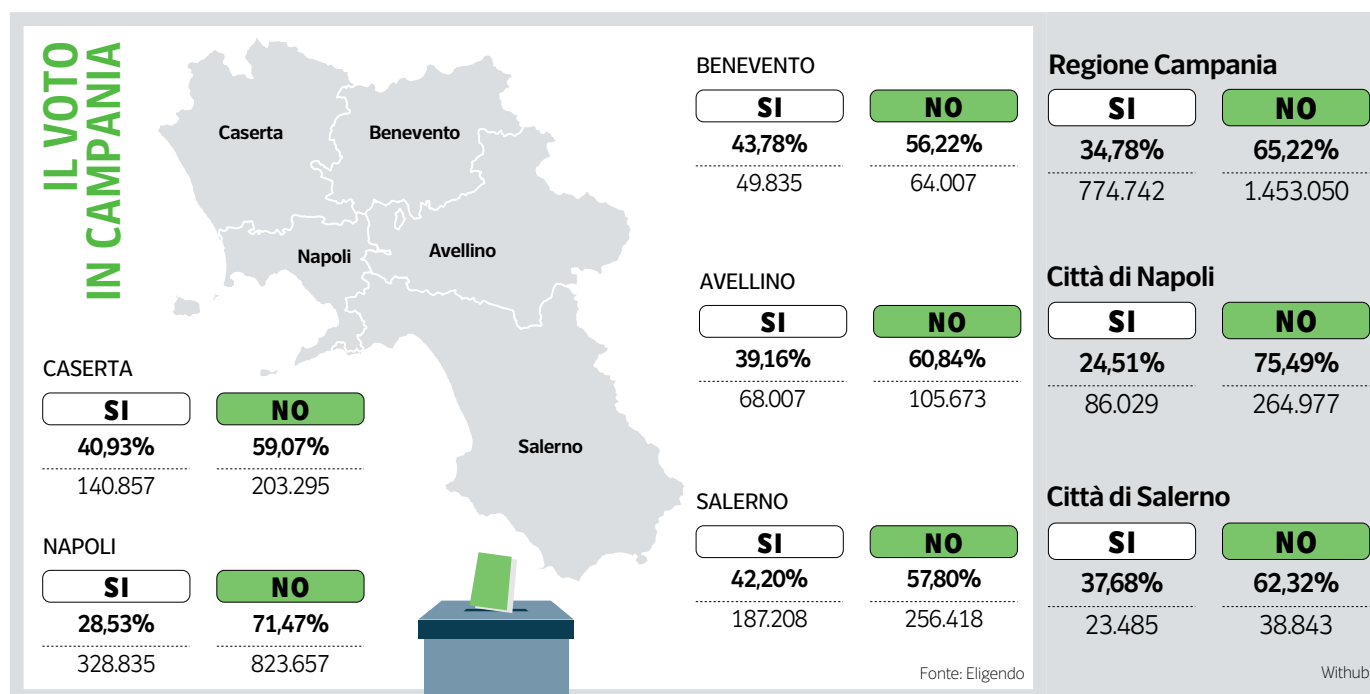 IL VOTO
IN CAMPANIA
Caserta
Benevento
Napoli
Avellino
Salerno
CASERTA
SI NO
40,93% 59,07%
140.857 203.295
NAPOLI
SI NO
28,53% 71,47%
328.835 823.657
BENEVENTO
SI NO
43,78% 56,22%
49.835 64.007
AVELLINO
SI NO
39,16% 60,84%
68.007 105.673
SALERNO
SI NO
42,20% 57,80%
187.208 256.418
Fonte: Eligendo
Regione Campania
SI NO
34,78% 65,22%
774.742 1.453.050
Città di Napoli
SI NO
24,51% 75,49%
86.029 264.977
Città di Salerno
SI NO
37,68% 62,32%
23.485 38.843
Withub